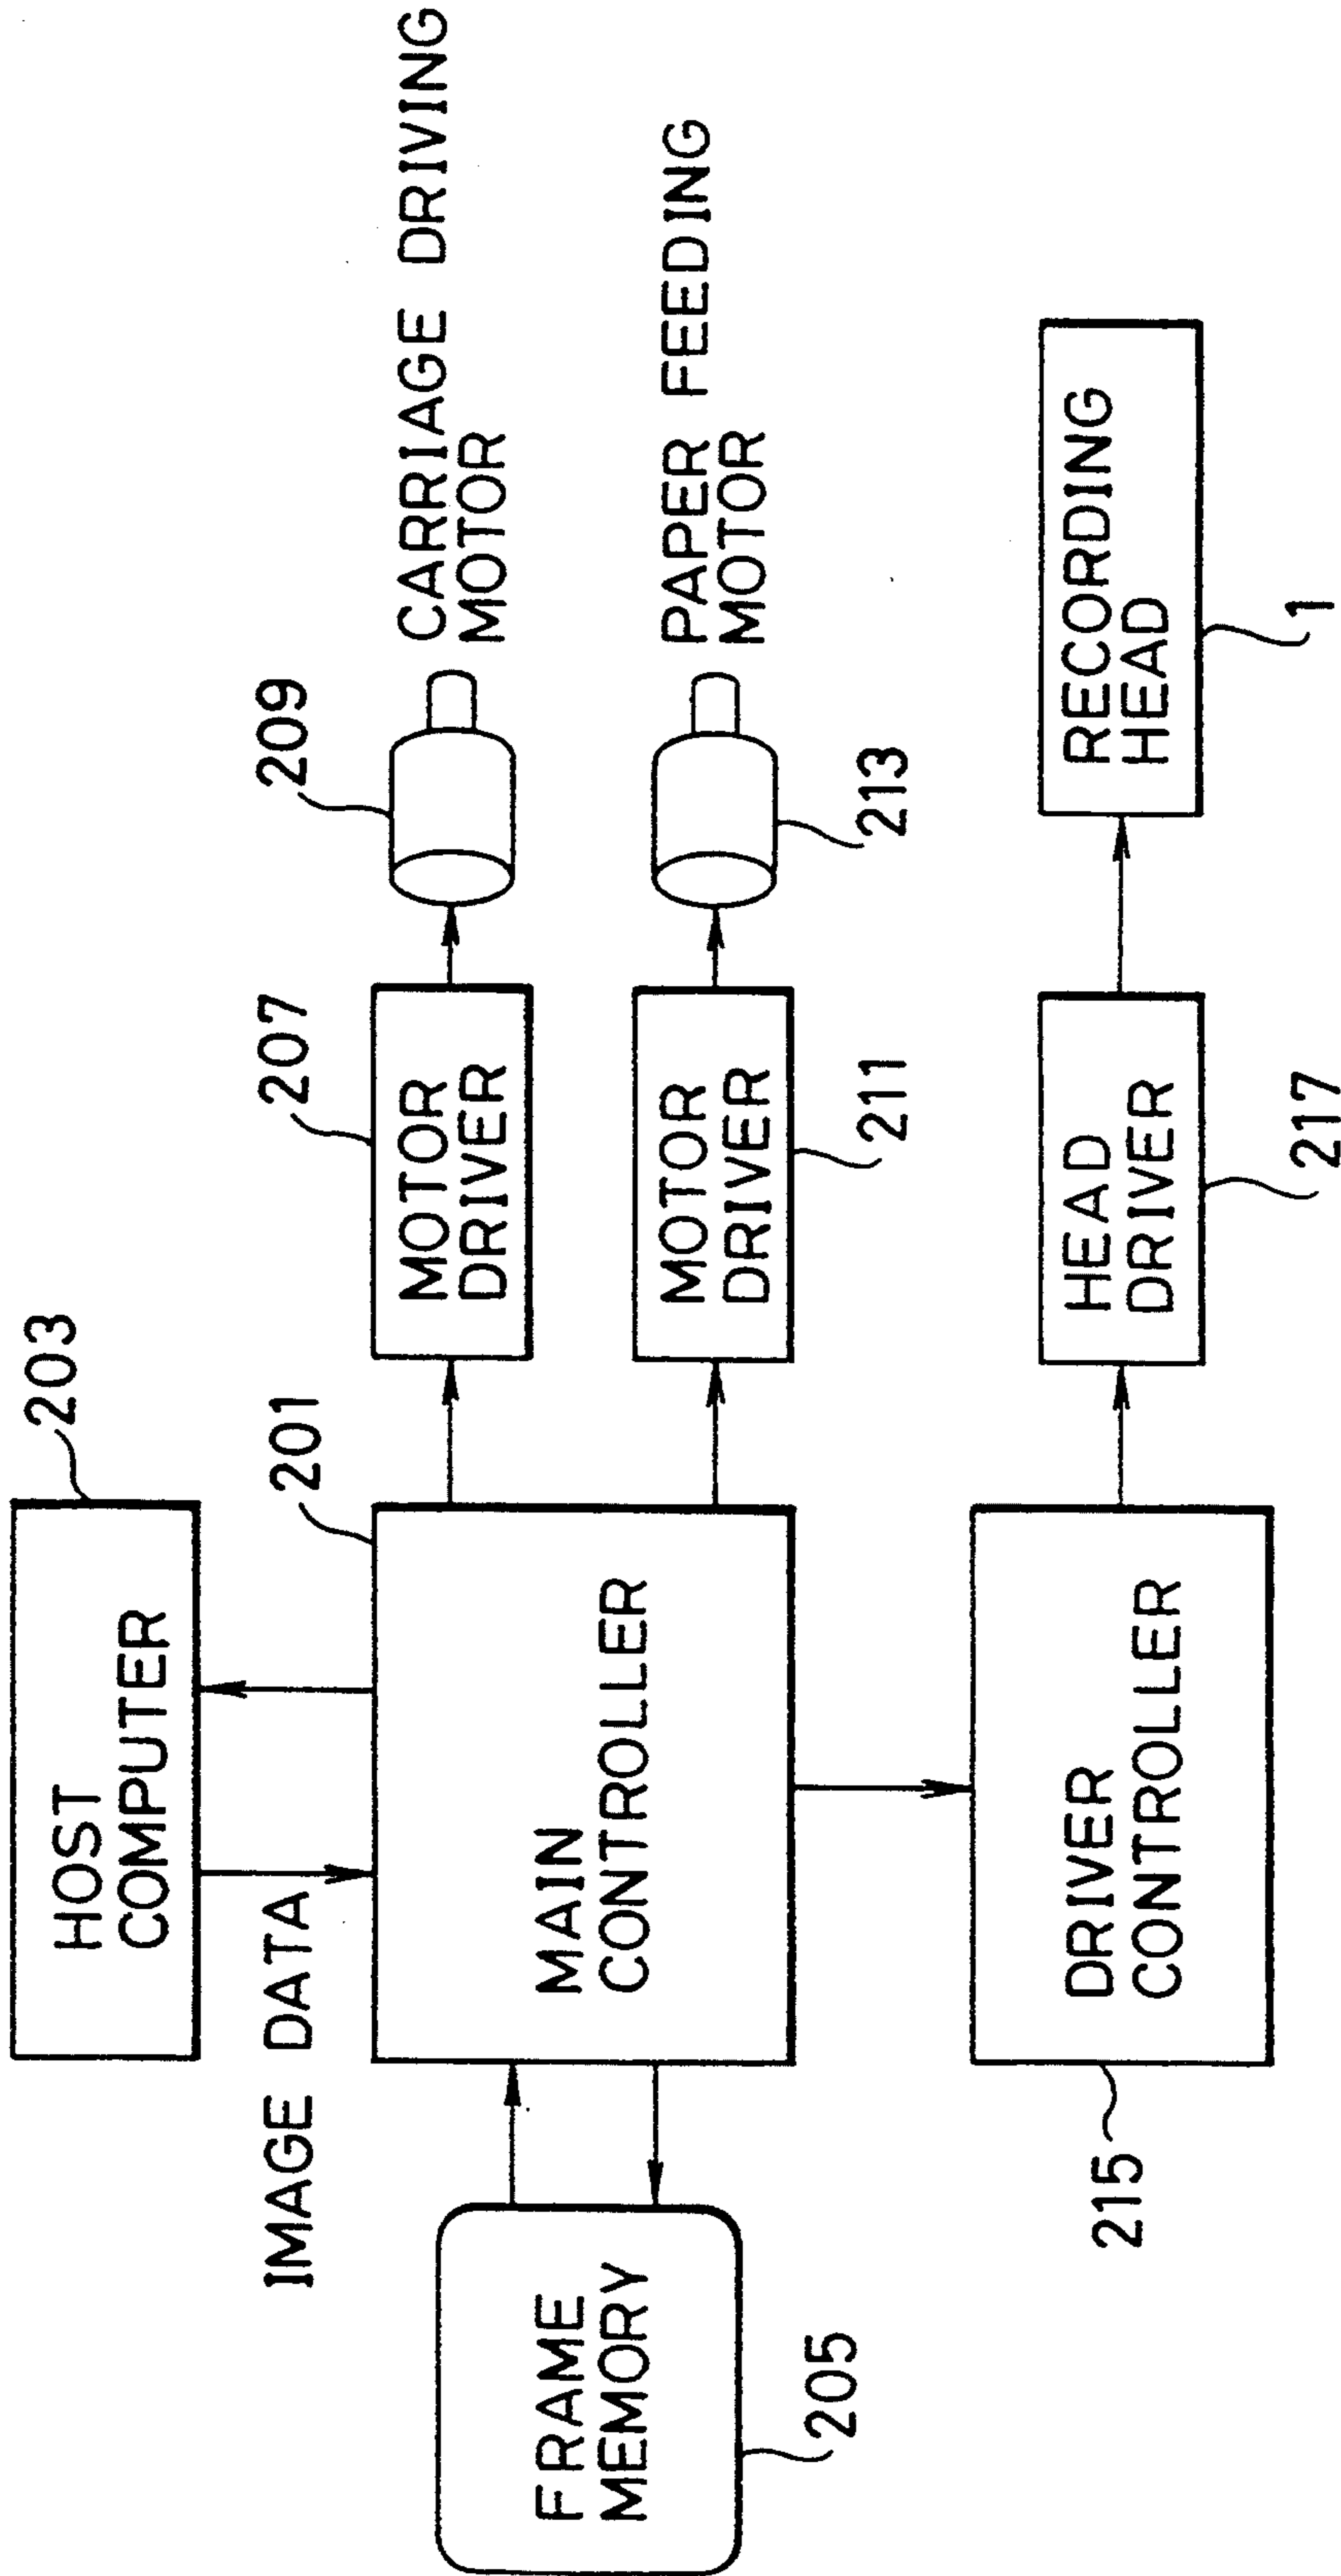 203
HOST
COMPUTER
IMAGE DATA
201
207
209
MAIN
CONTROLLER
MOTOR
DRIVER
CARRIAGE DRIVING
MOTOR
FRAME
MEMORY
205
MOTOR
DRIVER
PAPER FEEDING
MOTOR
211
213
215
DRIVER
CONTROLLER
HEAD
DRIVER
RECORDING
HEAD
217
1